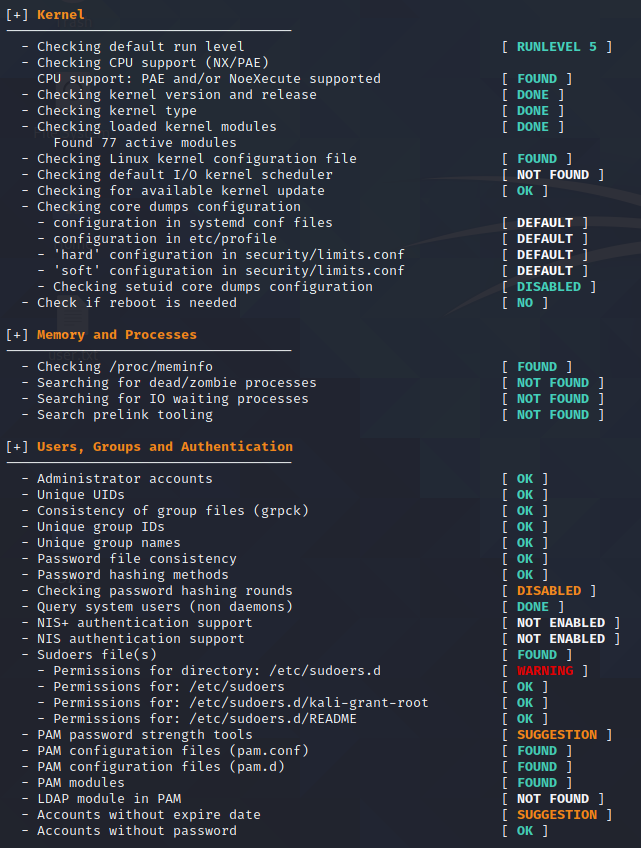 [+] Kernel
------------------------------------
- Checking default run level [ RUNLEVEL 5 ]
- Checking CPU support (NX/PAE)
CPU support: PAE and/or NoeXecute supported [ FOUND ]
- Checking kernel version and release [ DONE ]
- Checking kernel type [ DONE ]
- Checking loaded kernel modules [ DONE ]
Found 77 active modules
- Checking Linux kernel configuration file [ FOUND ]
- Checking default I/O kernel scheduler [ NOT FOUND ]
- Checking for available kernel update [ OK ]
- Checking core dumps configuration
- configuration in systemd conf files [ DEFAULT ]
- configuration in etc/profile [ DEFAULT ]
- 'hard' configuration in security/limits.conf [ DEFAULT ]
- 'soft' configuration in security/limits.conf [ DEFAULT ]
- Checking setuid core dumps configuration [ DISABLED ]
- Check if reboot is needed [ NO ]
[+] Memory and Processes
------------------------------------
- Checking /proc/meminfo [ FOUND ]
- Searching for dead/zombie processes [ NOT FOUND ]
- Searching for IO waiting processes [ NOT FOUND ]
- Search prelink tooling [ NOT FOUND ]
[+] Users, Groups and Authentication
------------------------------------
- Administrator accounts [ OK ]
- Unique UIDs [ OK ]
- Consistency of group files (grpck) [ OK ]
- Unique group IDs [ OK ]
- Unique group names [ OK ]
- Password file consistency [ OK ]
- Password hashing methods [ OK ]
- Checking password hashing rounds [ DISABLED ]
- Query system users (non daemons) [ DONE ]
- NIS+ authentication support [ NOT ENABLED ]
- NIS authentication support [ NOT ENABLED ]
- Sudoers file(s) [ FOUND ]
- Permissions for directory: /etc/sudoers.d [ WARNING ]
- Permissions for: /etc/sudoers [ OK ]
- Permissions for: /etc/sudoers.d/kali-grant-root [ OK ]
- Permissions for: /etc/sudoers.d/README [ OK ]
- PAM password strength tools [ SUGGESTION ]
- PAM configuration files (pam.conf) [ FOUND ]
- PAM configuration files (pam.d) [ FOUND ]
- PAM modules [ FOUND ]
- LDAP module in PAM [ NOT FOUND ]
- Accounts without expire date [ SUGGESTION ]
- Accounts without password [ OK ]